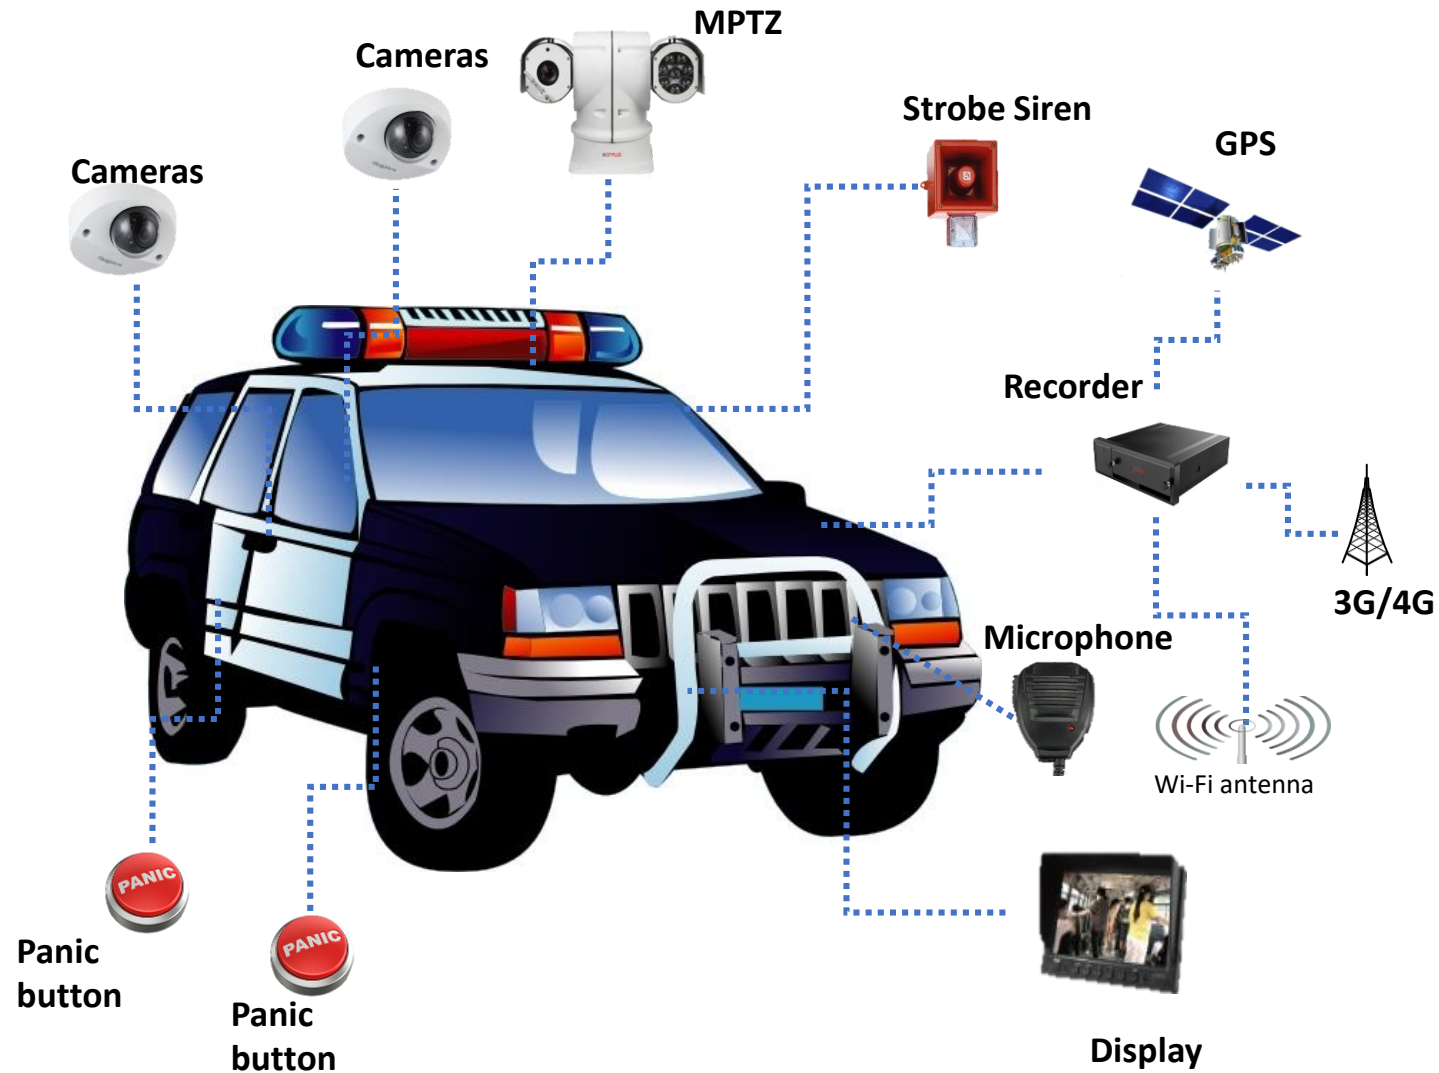 MPTZ
Cameras
Strobe Siren
GPS
Cameras
Recorder
3G/4G
Microphone
Wi-Fi antenna
PANIC
PANIC
Panic
button
Panic
button
Display